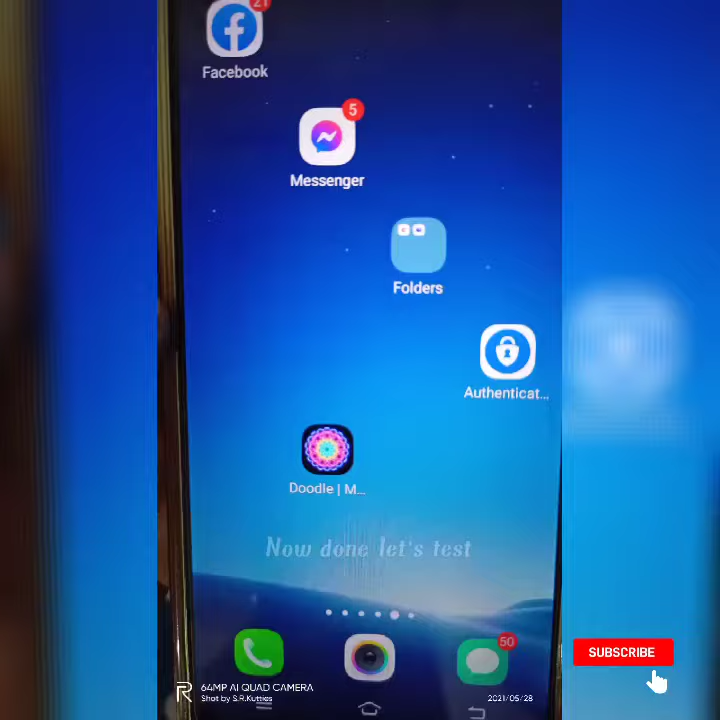 21
Facebook
5
Messenger
Folders
Authenticat...
Doodle | M...
Now done let's test
50
SUBSCRIBE
64MP AI QUAD CAMERA
Shot by S.R.Kutties
2021/05/28